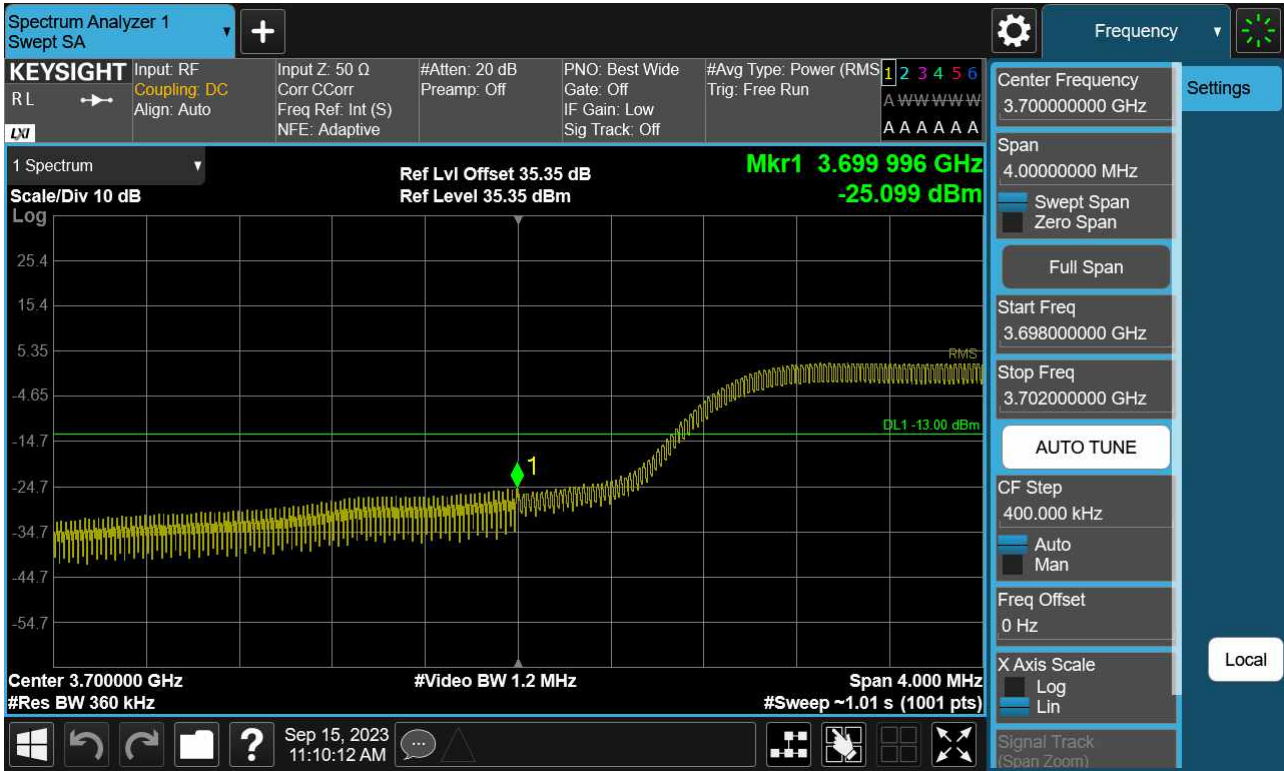 Spectrum Analyzer 1
Swept SA
+
Frequency
KEYSIGHT
RL
LXI
Input: RF
Coupling: DC
Align: Auto
Input Z: 50 Ω
Corr CCorr
Freq Ref: Int (S)
NFE: Adaptive
#Atten: 20 dB
Preamp: Off
PNO: Best Wide
Gate: Off
IF Gain: Low
Sig Track: Off
#Avg Type: Power (RMS
Trig: Free Run
1 2 3 4 5 6
A W W W W W
A A A A A A
1 Spectrum
Scale/Div 10 dB
Log
Ref Lvl Offset 35.35 dB
Ref Level 35.35 dBm
Mkr1 3.699 996 GHz
-25.099 dBm
25.4
15.4
5.35
-4.65
-14.7
-24.7
-34.7
-44.7
-54.7
RMS
DL1 -13.00 dBm
1
Center 3.700000 GHz
#Res BW 360 kHz
#Video BW 1.2 MHz
Span 4.000 MHz
#Sweep ~1.01 s (1001 pts)
Center Frequency
3.700000000 GHz
Span
4.00000000 MHz
Swept Span
Zero Span
Full Span
Start Freq
3.698000000 GHz
Stop Freq
3.702000000 GHz
AUTO TUNE
CF Step
400.000 kHz
Auto
Man
Freq Offset
0 Hz
X Axis Scale
Log
Lin
Signal Track
(Span Zoom)
Settings
Local
?
Sep 15, 2023
11:10:12 AM